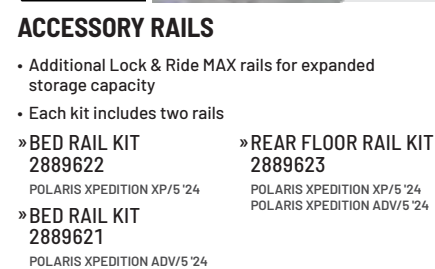 ACCESSORY RAILS
• Additional Lock & Ride MAX rails for expanded
storage capacity
• Each kit includes two rails
»BED RAIL KIT
2889622
POLARIS XPEDITION XP/5 '24
»BED RAIL KIT
2889621
POLARIS XPEDITION ADV/5 '24
»REAR FLOOR RAIL KIT
2889623
POLARIS XPEDITION XP/5 '24
POLARIS XPEDITION ADV/5 '24